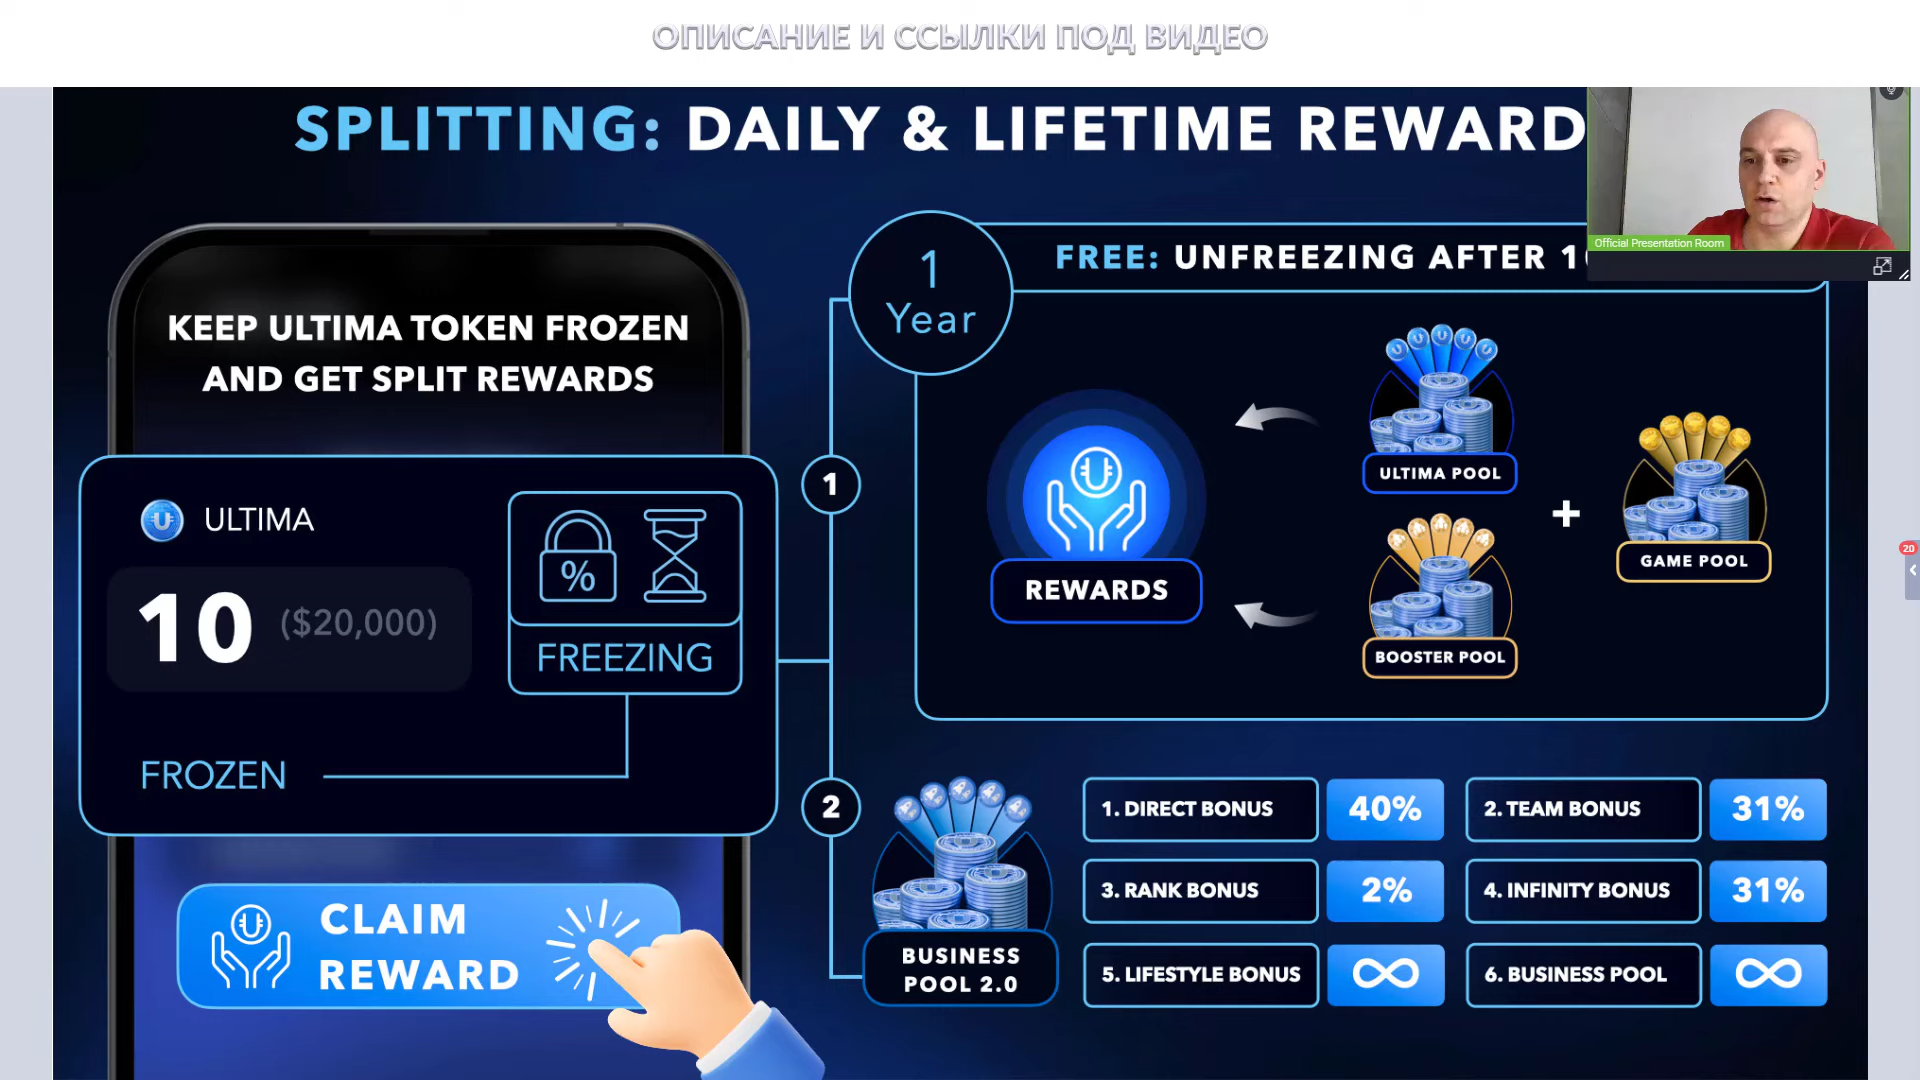 ОПИСАНИЕ И ССЫЛКИ ПОД ВИДЕО
SPLITTING: DAILY & LIFETIME REWARD
Official Presentation Room
1
Year
FREE: UNFREEZING AFTER
KEEP ULTIMA TOKEN FROZEN
AND GET SPLIT REWARDS
ULTIMA
10 ($20,000)
%
FREEZING
FROZEN
CLAIM
REWARD
1
REWARDS
ULTIMA POOL
+
GAME POOL
BOOSTER POOL
20
2
BUSINESS
POOL 2.0
1. DIRECT BONUS 40%
2. TEAM BONUS 31%
3. RANK BONUS 2%
4. INFINITY BONUS 31%
5. LIFESTYLE BONUS ∞
6. BUSINESS POOL ∞